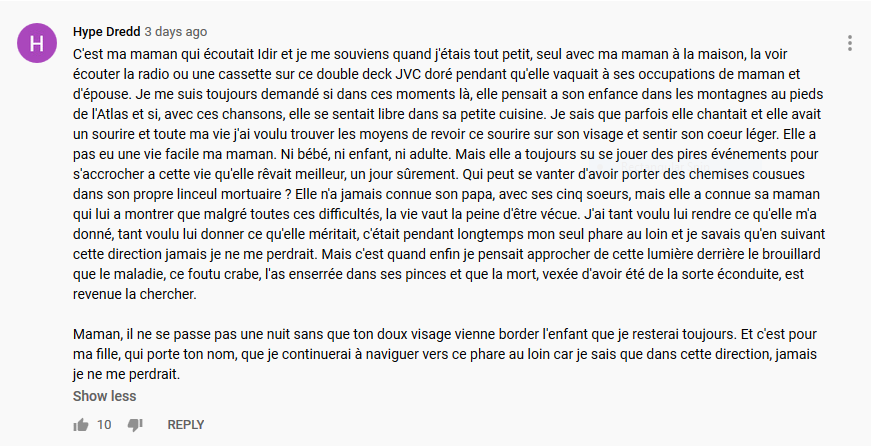 H
Hype Dredd 3 days ago
C'est ma maman qui écoutait Idir et je me souviens quand j'étais tout petit, seul avec ma maman à la maison, la voir
écouter la radio ou une cassette sur ce double deck JVC doré pendant qu'elle vaquait à ses occupations de maman et
d'épouse. Je me suis toujours demandé si dans ces moments là, elle pensait a son enfance dans les montagnes au pieds
de l'Atlas et si, avec ces chansons, elle se sentait libre dans sa petite cuisine. Je sais que parfois elle chantait et elle avait
un sourire et toute ma vie j'ai voulu trouver les moyens de revoir ce sourire sur son visage et sentir son coeur léger. Elle a
pas eu une vie facile ma maman. Ni bébé, ni enfant, ni adulte. Mais elle a toujours su se jouer des pires événements pour
s'accrocher a cette vie qu'elle rêvait meilleur, un jour sûrement. Qui peut se vanter d'avoir porter des chemises cousues
dans son propre linceul mortuaire ? Elle n'a jamais connue son papa, avec ses cinq soeurs, mais elle a connue sa maman
qui lui a montrer que malgré toutes ces difficultés, la vie vaut la peine d'être vécue. J'ai tant voulu lui rendre ce qu'elle m'a
donné, tant voulu lui donner ce qu'elle méritait, c'était pendant longtemps mon seul phare au loin et je savais qu'en suivant
cette direction jamais je ne me perdrait. Mais c'est quand enfin je pensait approcher de cette lumière derrière le brouillard
que le maladie, ce foutu crabe, l'as enserrée dans ses pinces et que la mort, vexée d'avoir été de la sorte éconduite, est
revenue la chercher.
Maman, il ne se passe pas une nuit sans que ton doux visage vienne border l'enfant que je resterai toujours. Et c'est pour
ma fille, qui porte ton nom, que je continuerai à naviguer vers ce phare au loin car je sais que dans cette direction, jamais
je ne me perdrait.
Show less
10 REPLY